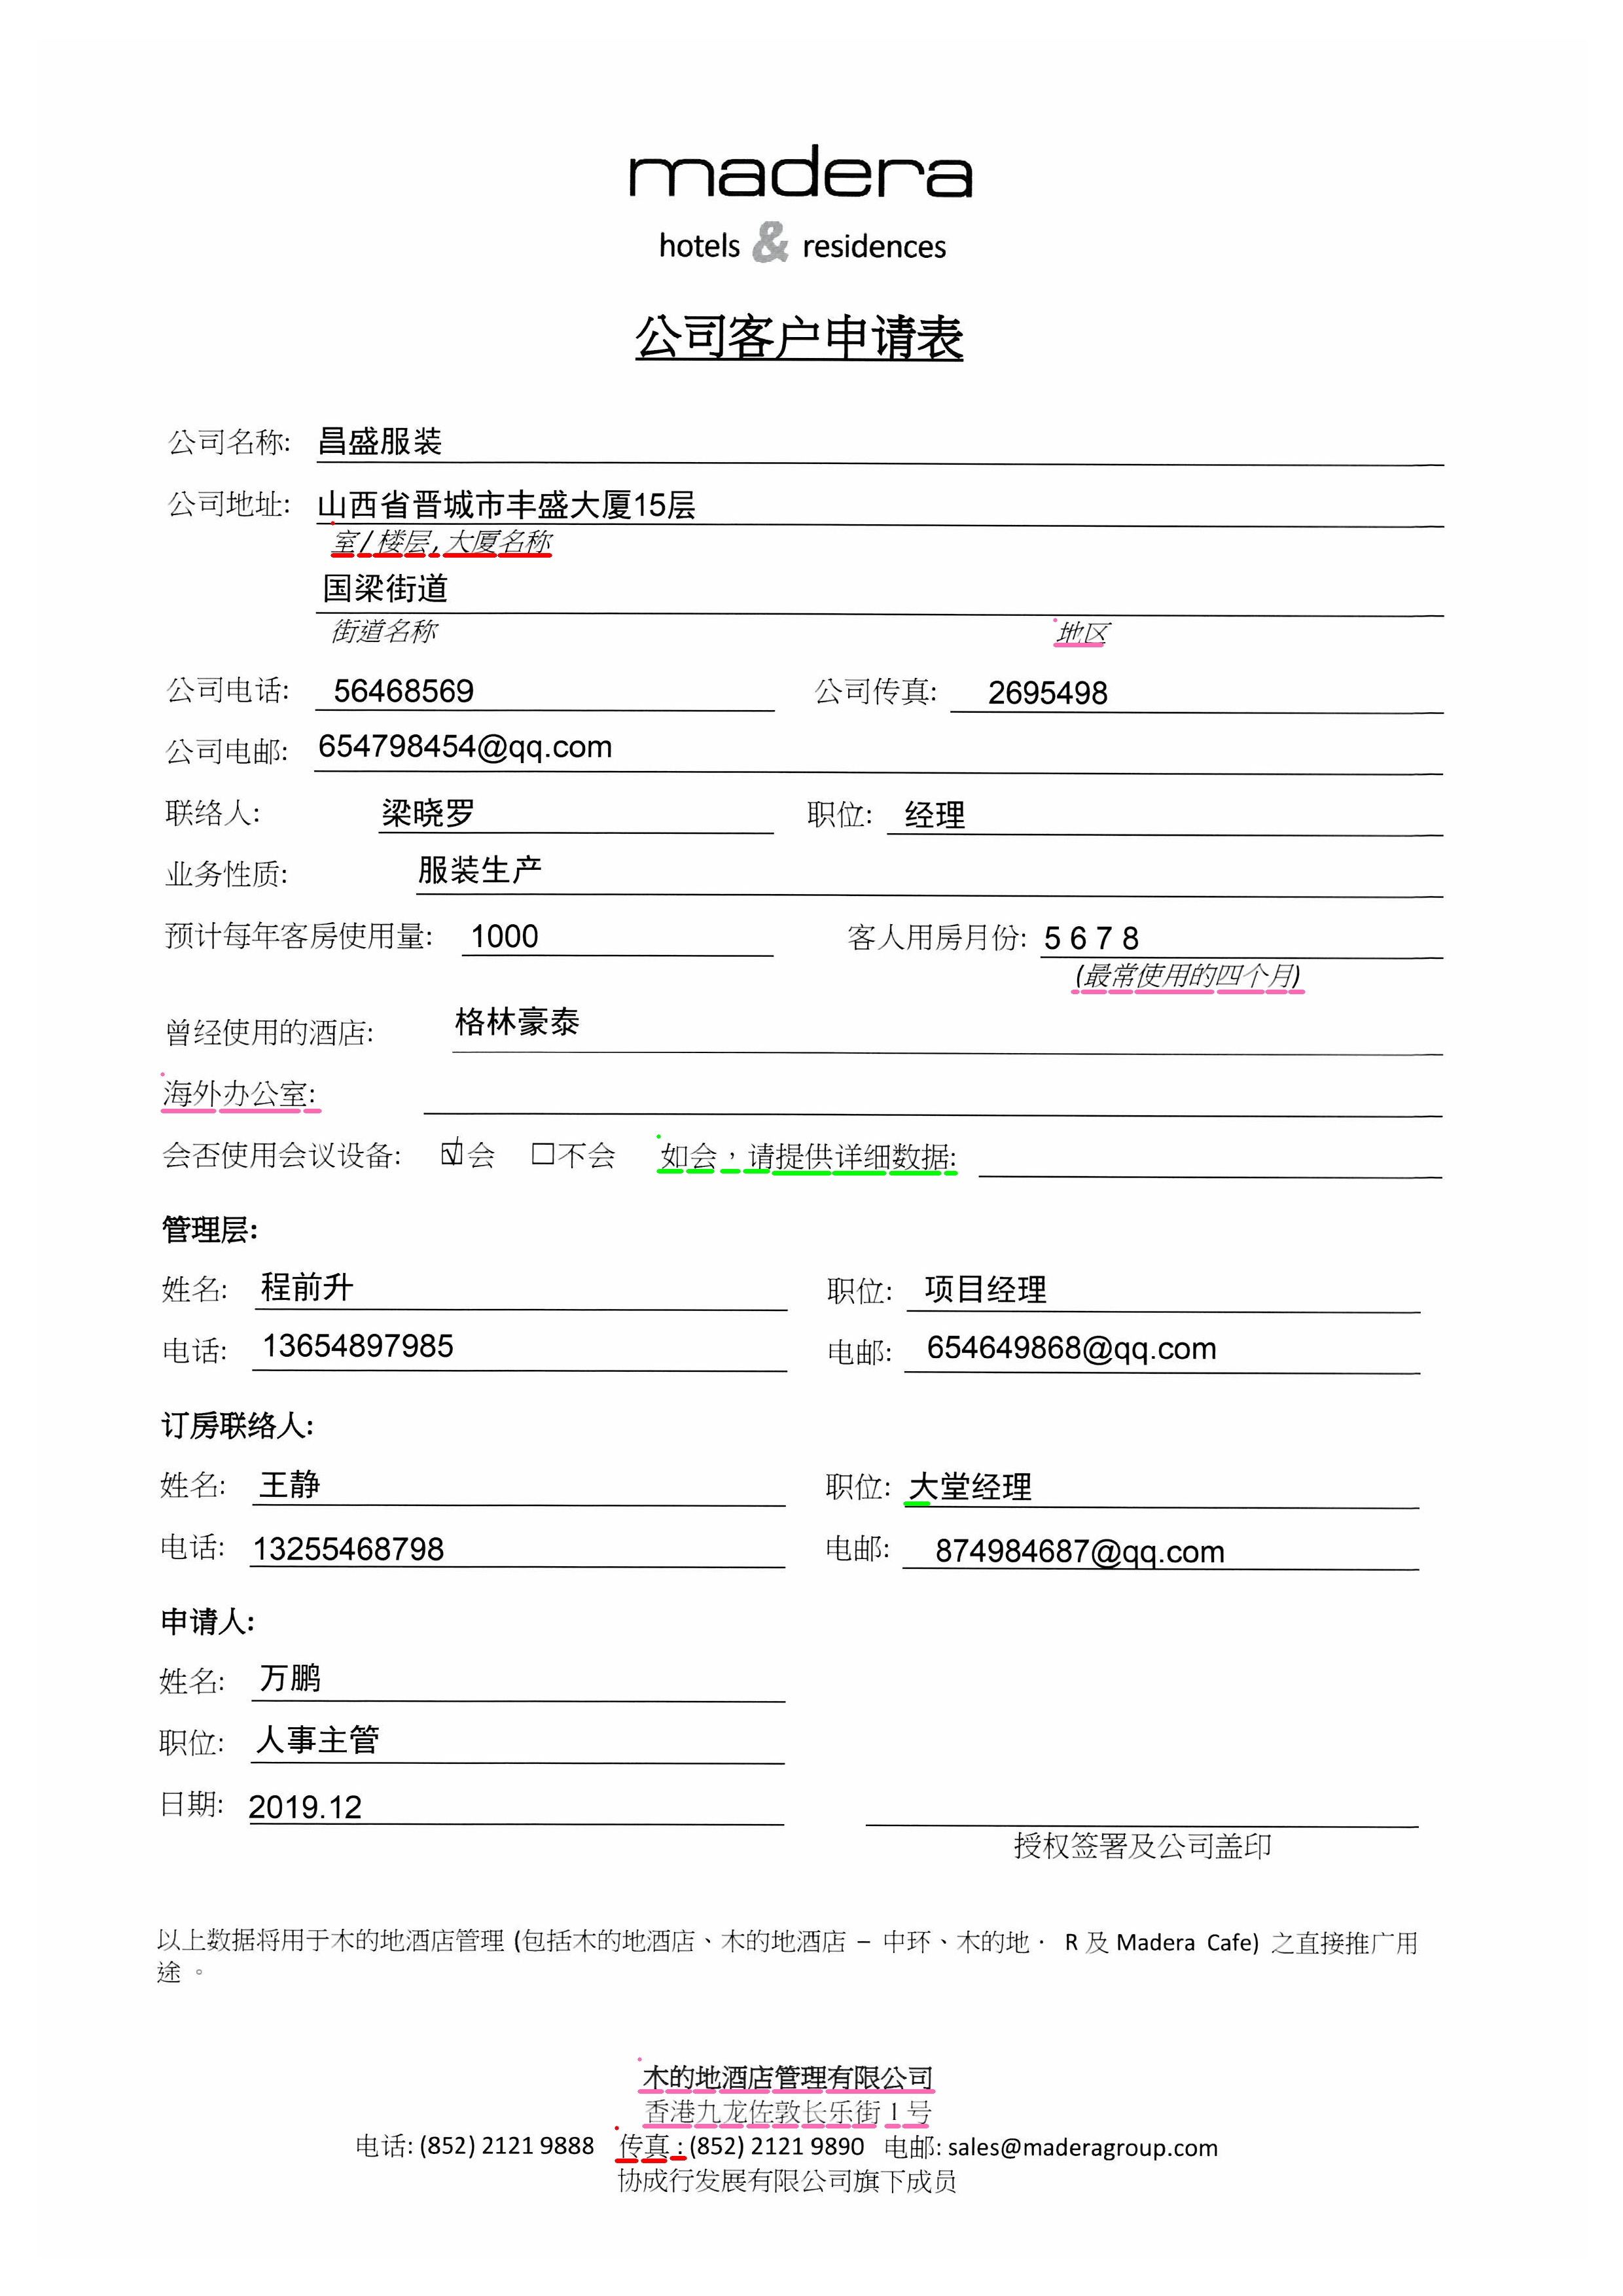 madera
hotels & residences
公司客户申请表
公司名称: 昌盛服装
公司地址: 山西省晋城市丰盛大厦15层
室/楼层,大厦名称
国梁街道
街道名称 地区
公司电话: 56468569 公司传真: 2695498
公司电邮: 654798454@qq.com
联络人: 梁晓罗 职位: 经理
业务性质: 服装生产
预计每年客房使用量: 1000 客人用房月份: 5 6 7 8
(最常使用的四个月)
曾经使用的酒店: 格林豪泰
海外办公室:
会否使用会议设备: ☑会 □不会 如会，请提供详细数据:
管理层:
姓名: 程前升 职位: 项目经理
电话: 13654897985 电邮: 654649868@qq.com
订房联络人:
姓名: 王静 职位: 大堂经理
电话: 13255468798 电邮: 874984687@qq.com
申请人:
姓名: 万鹏
职位: 人事主管
日期: 2019.12
授权签署及公司盖印
以上数据将用于木的地酒店管理 (包括木的地酒店、木的地酒店 – 中环、木的地· R 及 Madera Cafe) 之直接推广用
途。
木的地酒店管理有限公司
香港九龙佐敦长乐街 1 号
电话: (852) 2121 9888 传真 : (852) 2121 9890 电邮: sales@maderagroup.com
协成行发展有限公司旗下成员